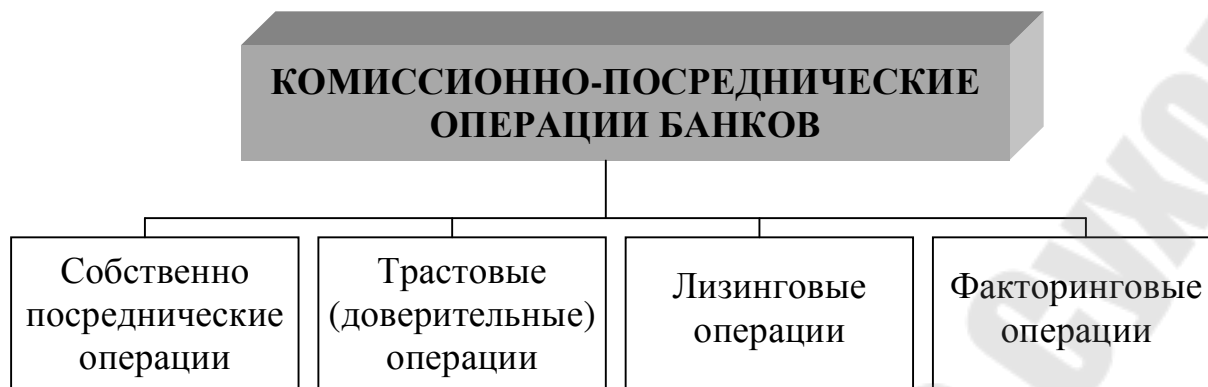 КОМИССИОННО-ПОСРЕДНИЧЕСКИЕ
ОПЕРАЦИИ БАНКОВ
Собственно
посреднические
операции
Трастовые
(доверительные)
операции
Лизинговые
операции
Факторинговые
операции